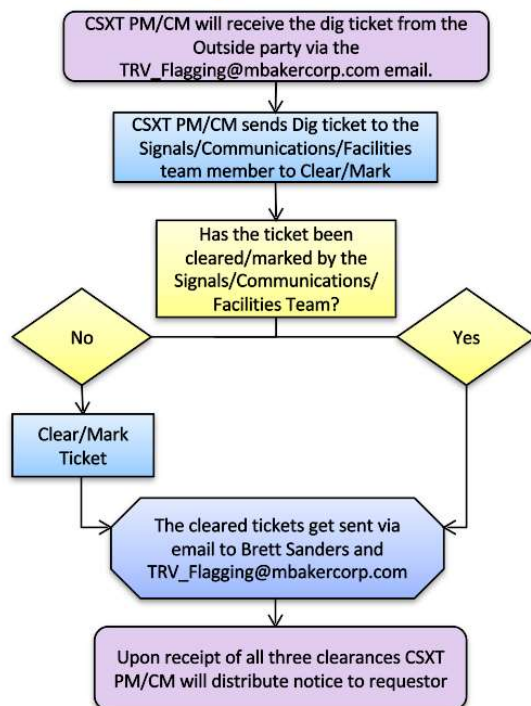 CSXT PM/CM will receive the dig ticket from the
Outside party via the
TRV_Flagging@mbakercorp.com email.
CSXT PM/CM sends Dig ticket to the
Signals/Communications/Facilities
team member to Clear/Mark
Has the ticket been
cleared/marked by the
Signals/Communications/
Facilities Team?
No
Yes
Clear/Mark
Ticket
The cleared tickets get sent via
email to Brett Sanders and
TRV_Flagging@mbakercorp.com
Upon receipt of all three clearances CSXT
PM/CM will distribute notice to requestor